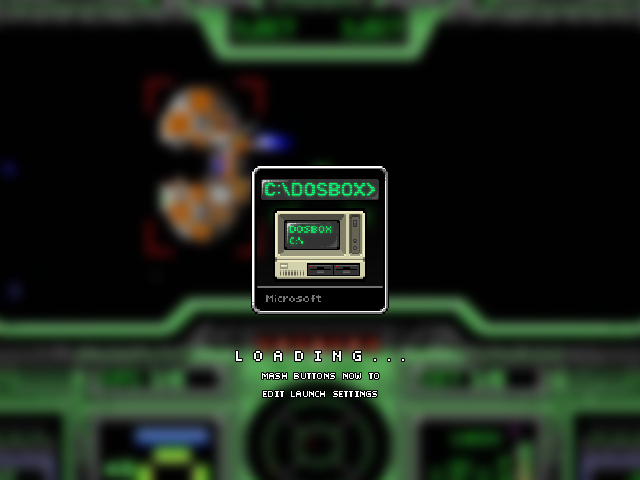 C:\DOSBOX>
DOSBOX
C:\
Microsoft
LOADING...
MASH BUTTONS NOW TO
EDIT LAUNCH SETTINGS